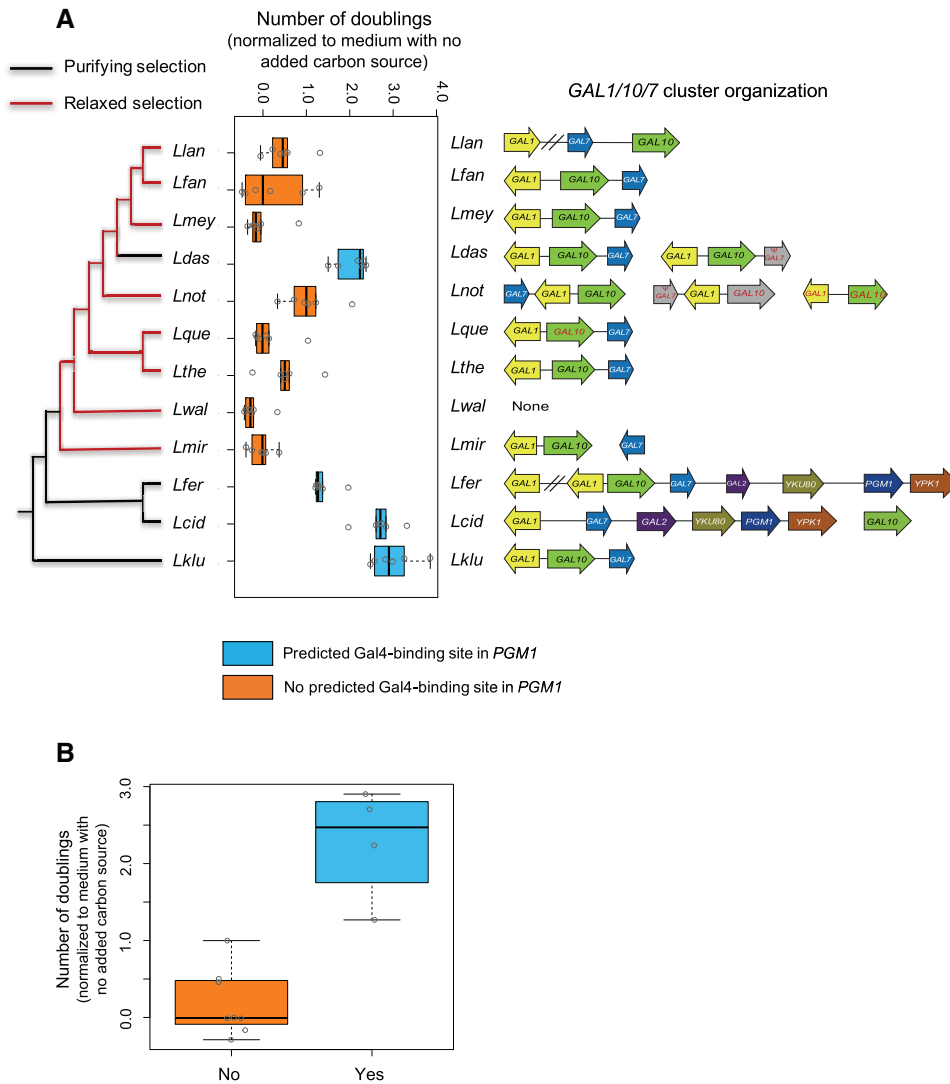 A
Number of doublings
(normalized to medium with no
added carbon source)
Purifying selection
Relaxed selection
0.0 1.0 2.0 3.0 4.0
GAL1/10/7 cluster organization
Llan Llan GAL1 GAL7 GAL10
Lfan Lfan GAL1 GAL10 GAL7
Lmey Lmey GAL1 GAL10 GAL7
Ldas Ldas GAL1 GAL10 GAL7 GAL1 GAL10 Ψ GAL7
Lnot Lnot GAL7 GAL1 GAL10 Ψ GAL7 GAL1 GAL10 GAL1 GAL10
Lque Lque GAL1 GAL10 GAL7
Lthe Lthe GAL1 GAL10 GAL7
Lwal Lwal None
Lmir Lmir GAL1 GAL10 GAL7
Lfer Lfer GAL1 GAL1 GAL10 GAL7 GAL2 YKU80 PGM1 YPK1
Lcid Lcid GAL1 GAL7 GAL2 YKU80 PGM1 YPK1 GAL10
Lklu Lklu GAL1 GAL10 GAL7
Predicted Gal4-binding site in PGM1
No predicted Gal4-binding site in PGM1
B
Number of doublings
(normalized to medium with
no added carbon source)
3.0
2.0
1.0
0.0
No Yes